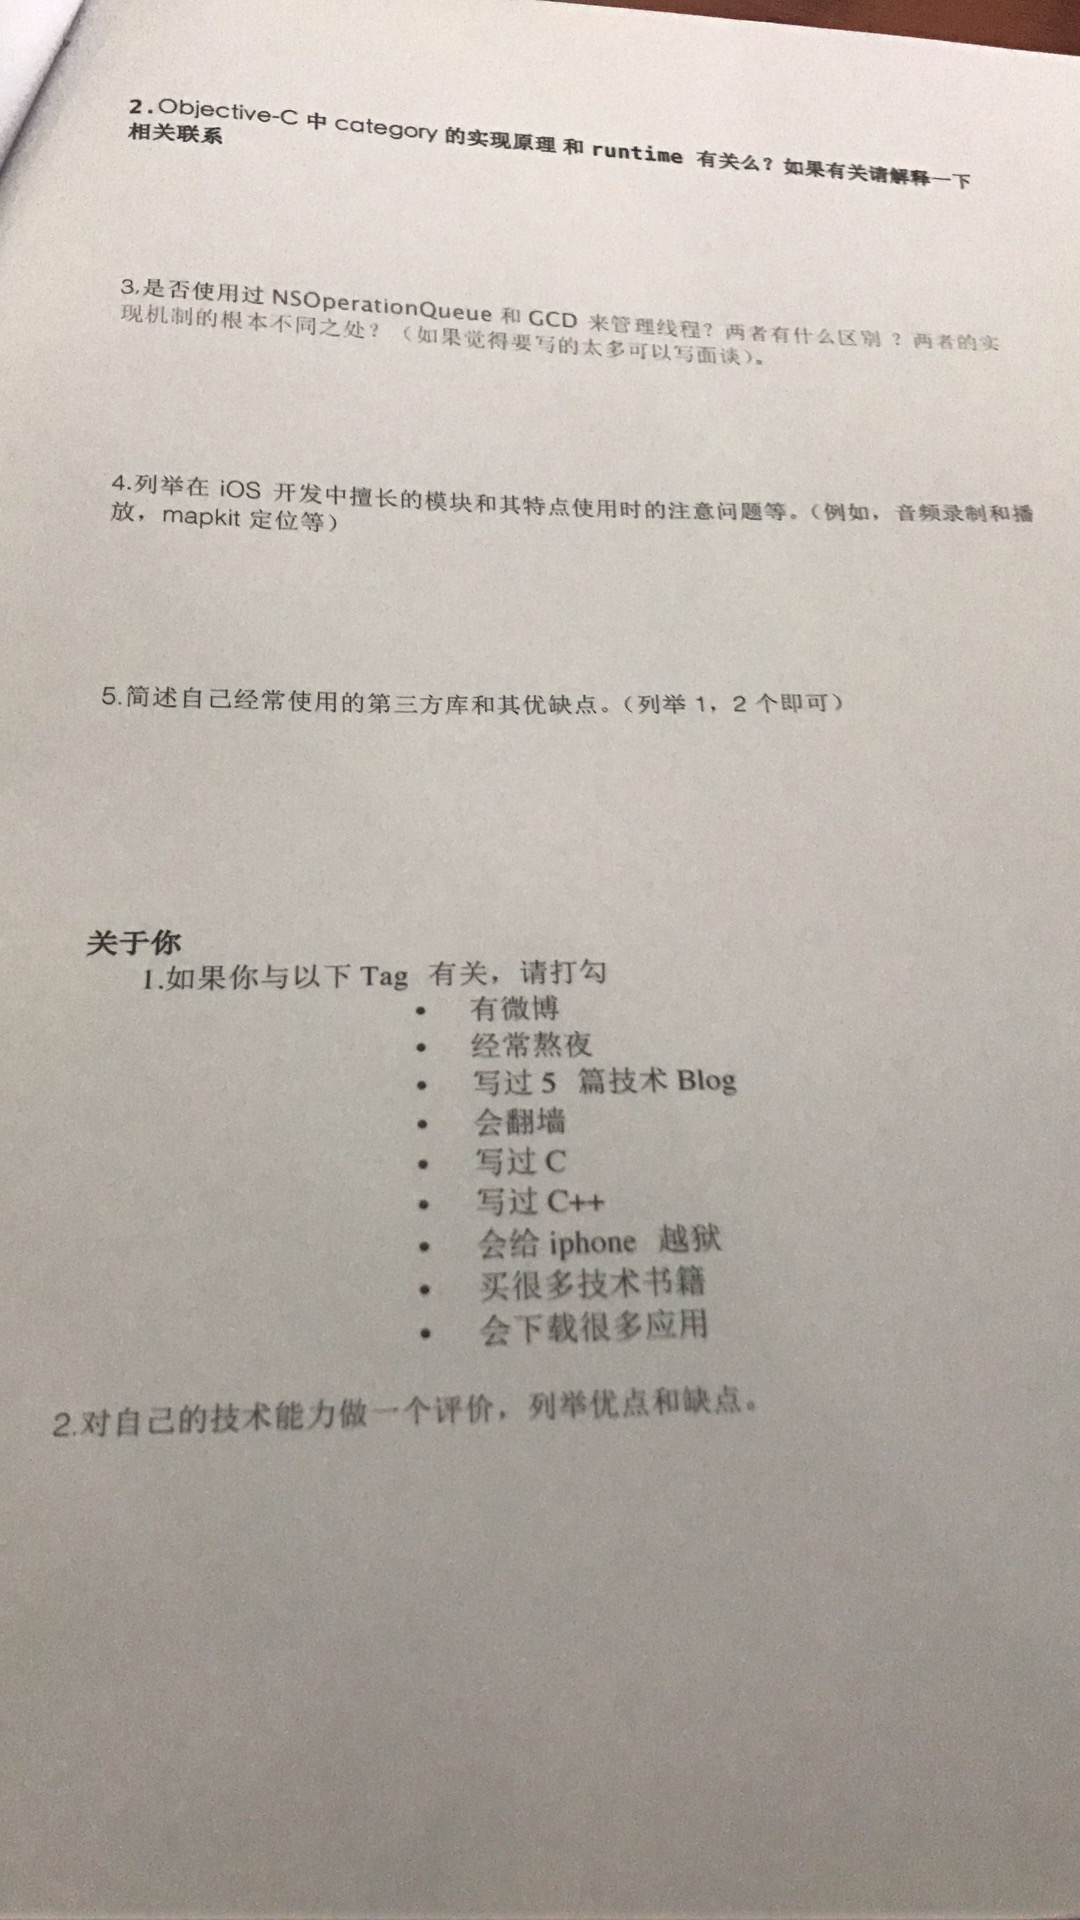 2.Objective-C 中 category 的实现原理 和 runtime 有关么？如果有关请解释一下
相关联系
3,是否使用过 NSOperationQueue 和 GCD 来管理线程？两者有什么区别 ？两者的实
现机制的根本不同之处？（如果觉得要写的太多可以写面谈）。
4.列举在 iOS 开发中擅长的模块和其特点使用时的注意问题等。（例如，音频录制和播
放，mapkit 定位等）
5.简述自己经常使用的第三方库和其优缺点。（列举 1，2 个即可）
关于你
1.如果你与以下 Tag 有关，请打勾
• 有微博
• 经常熬夜
• 写过 5 篇技术 Blog
• 会翻墙
• 写过 C
• 写过 C++
• 会给 iphone 越狱
• 买很多技术书籍
• 会下载很多应用
2.对自己的技术能力做一个评价，列举优点和缺点。